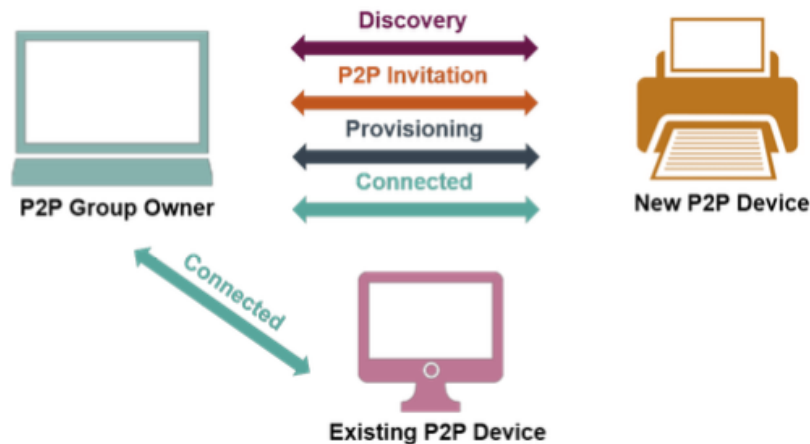 Discovery
P2P Invitation
Provisioning
Connected
P2P Group Owner
New P2P Device
Connected
Existing P2P Device